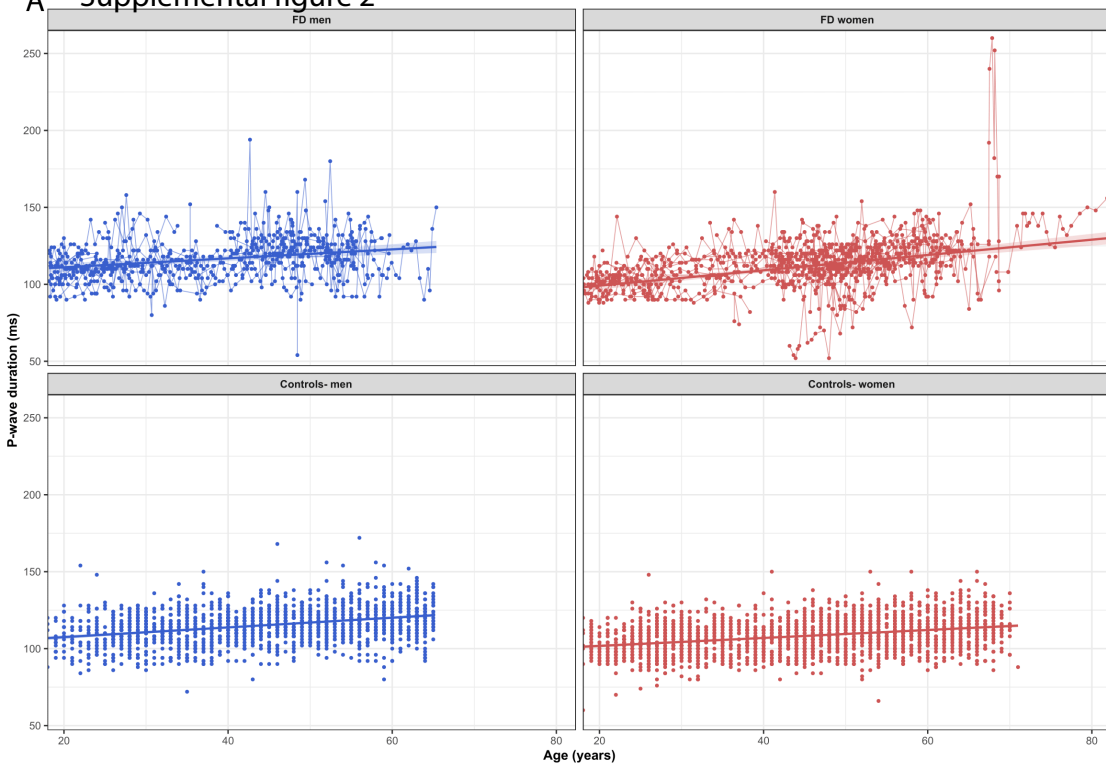 A Supplemental figure 2
FD men
FD women
250
200
150
100
50
Controls- men
Controls- women
250
200
150
100
50
P-wave duration (ms)
20 40 60 80 20 40 60 80
Age (years)